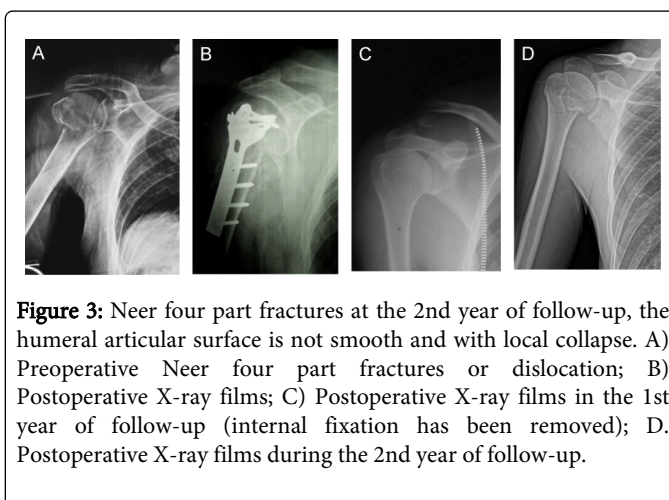 A B C D
Figure 3: Neer four part fractures at the 2nd year of follow-up, the
humeral articular surface is not smooth and with local collapse. A)
Preoperative Neer four part fractures or dislocation; B)
Postoperative X-ray films; C) Postoperative X-ray films in the 1st
year of follow-up (internal fixation has been removed); D.
Postoperative X-ray films during the 2nd year of follow-up.